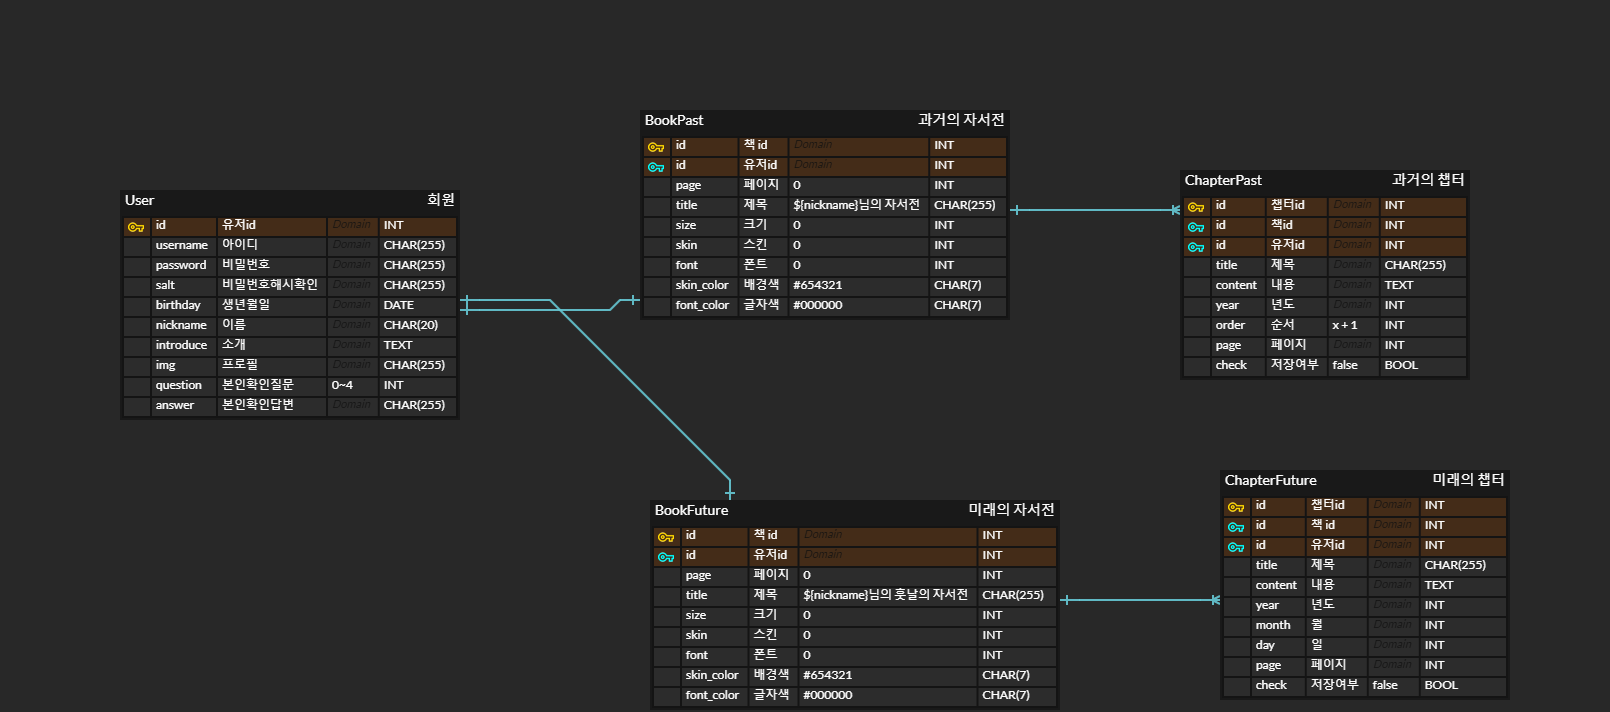 User 회원
id 유저id Domain INT
username 아이디 Domain CHAR(255)
password 비밀번호 Domain CHAR(255)
salt 비밀번호해시확인 Domain CHAR(255)
birthday 생년월일 Domain DATE
nickname 이름 Domain CHAR(20)
introduce 소개 Domain TEXT
img 프로필 Domain CHAR(255)
question 본인확인질문 0~4 INT
answer 본인확인답변 Domain CHAR(255)
BookPast 과거의 자서전
id 책 id Domain INT
id 유저id Domain INT
page 페이지 0 INT
title 제목 ${nickname}님의 자서전 CHAR(255)
size 크기 0 INT
skin 스킨 0 INT
font 폰트 0 INT
skin_color 배경색 #654321 CHAR(7)
font_color 글자색 #000000 CHAR(7)
ChapterPast 과거의 챕터
id 챕터id Domain INT
id 책id Domain INT
id 유저id Domain INT
title 제목 Domain CHAR(255)
content 내용 Domain TEXT
year 년도 Domain INT
order 순서 x + 1 INT
page 페이지 Domain INT
check 저장여부 false BOOL
BookFuture 미래의 자서전
id 책 id Domain INT
id 유저id Domain INT
page 페이지 0 INT
title 제목 ${nickname}님의 훗날의 자서전 CHAR(255)
size 크기 0 INT
skin 스킨 0 INT
font 폰트 0 INT
skin_color 배경색 #654321 CHAR(7)
font_color 글자색 #000000 CHAR(7)
ChapterFuture 미래의 챕터
id 챕터id Domain INT
id 책 id Domain INT
id 유저id Domain INT
title 제목 Domain CHAR(255)
content 내용 Domain TEXT
year 년도 Domain INT
month 월 Domain INT
day 일 Domain INT
page 페이지 Domain INT
check 저장여부 false BOOL